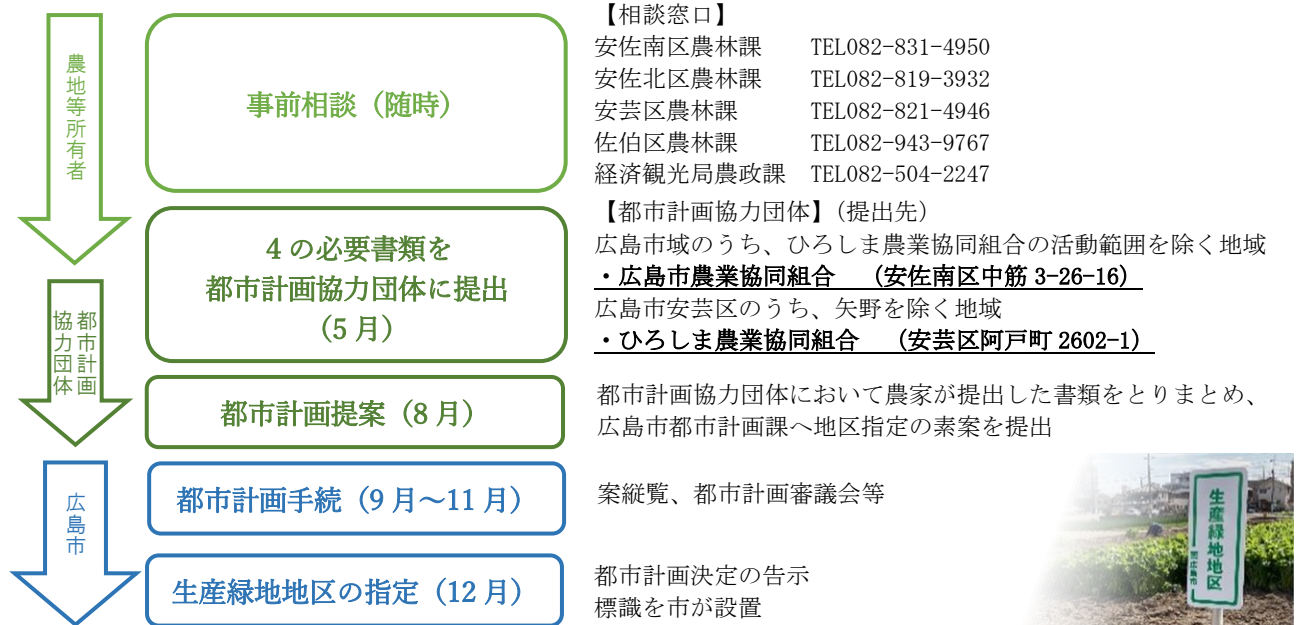 農地等所有者
事前相談（随時）
【相談窓口】
安佐南区農林課　　TEL082-831-4950
安佐北区農林課　　TEL082-819-3932
安芸区農林課　　　TEL082-821-4946
佐伯区農林課　　　TEL082-943-9767
経済観光局農政課　TEL082-504-2247
４の必要書類を
都市計画協力団体に提出
（5 月）
【都市計画協力団体】（提出先）
広島市域のうち、ひろしま農業協同組合の活動範囲を除く地域
・広島市農業協同組合　（安佐南区中筋 3-26-16）
広島市安芸区のうち、矢野を除く地域
・ひろしま農業協同組合　（安芸区阿戸町 2602-1）
都市計画
協力団体
都市計画提案（8 月）
都市計画協力団体において農家が提出した書類をとりまとめ、
広島市都市計画課へ地区指定の素案を提出
広島市
都市計画手続（9 月～11 月）
案縦覧、都市計画審議会等
生産緑地地区の指定（12 月）
都市計画決定の告示
標識を市が設置
生産緑地地区
広島市